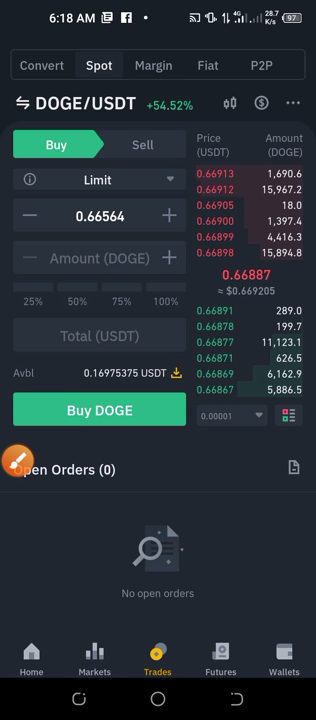 6:18 AM
4G 28.7 K/s 97
Convert Spot Margin Fiat P2P
DOGE/USDT +54.52%
Buy Sell
Limit
0.66564
Amount (DOGE)
25% 50% 75% 100%
Total (USDT)
Avbl 0.16975375 USDT
Buy DOGE
Price (USDT) Amount (DOGE)
0.66913 1,690.6
0.66912 15,967.2
0.66905 18.0
0.66900 1,397.4
0.66899 4,416.3
0.66898 15,894.8
0.66887
≈ $0.669205
0.66891 289.0
0.66878 199.7
0.66877 11,123.1
0.66871 626.5
0.66869 6,162.9
0.66867 5,886.5
0.00001
Open Orders (0)
No open orders
Home Markets Trades Futures Wallets